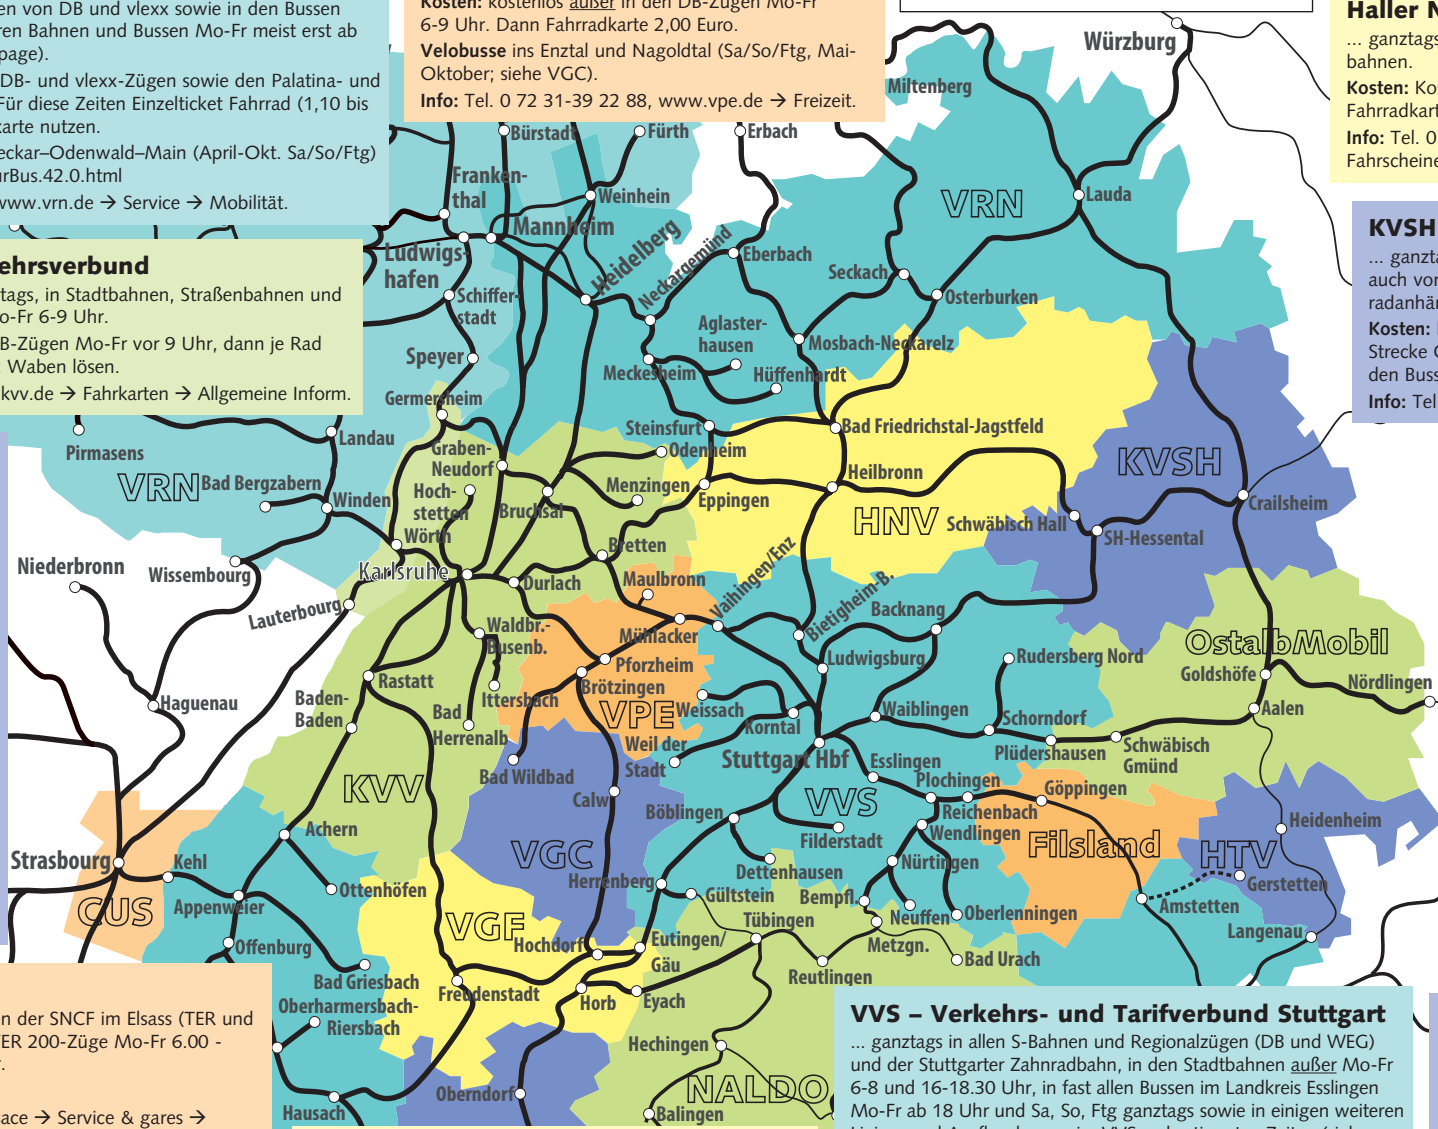 en von DB und vlexx sowie in den Bussen
ren Bahnen und Bussen Mo-Fr meist erst ab
page).
DB- und vlexx-Zügen sowie den Palatina- und
Für diese Zeiten Einzelticket Fahrrad (1,10 bis
karte nutzen.
eckar–Odenwald–Main (April-Okt. Sa/So/Ftg)
urBus.42.0.html
www.vrn.de → Service → Mobilität.
Kosten: kostenlos außer in den DB-Zügen Mo-Fr
6-9 Uhr. Dann Fahrradkarte 2,00 Euro.
Velobusse ins Enztal und Nagoldtal (Sa/So/Ftg, Mai-
Oktober; siehe VGC).
Info: Tel. 0 72 31-39 22 88, www.vpe.de → Freizeit.
Haller N
... ganztags
bahnen.
Kosten: Ko
Fahrradkart
Info: Tel. 0
Fahrscheine
KVSH
... ganzta
auch vor
radanhän
Kosten:
Strecke C
den Buss
Info: Tel
ehrsverbund
tags, in Stadtbahnen, Straßenbahnen und
o-Fr 6-9 Uhr.
B-Zügen Mo-Fr vor 9 Uhr, dann je Rad
Waben lösen.
kvv.de → Fahrkarten → Allgemeine Inform.
Würzburg
Miltenberg
Bürstadt
Fürth
Erbach
Franken-
thal
Weinhein
VRN
Lauda
Mannheim
Ludwigs-
hafen
Heidelberg
Neckargemünd
Eberbach
Seckach
Osterburken
Schiffer-
stadt
Speyer
Aglaster-
hausen
Mosbach-Neckarelz
Meckesheim
Hüffenhardt
Germersheim
Steinsfurt
Bad Friedrichstal-Jagstfeld
Landau
Pirmasens
Graben-
Neudorf
Odenheim
KVSH
VRN
Bad Bergzabern
Winden
Hoch-
stetten
Bruchsal
Menzingen
Eppingen
Heilbronn
HNV
Schwäbisch Hall
Crailsheim
SH-Hessental
Wörth
Bretten
Niederbronn
Wissembourg
Karlsruhe
Durlach
Maulbronn
Vaihingen/Enz
Bietigheim-B.
Backnang
Lauterbourg
Waldbr.-
Busenb.
Mühlacker
OstalbMobil
Ludwigsburg
Rudersberg Nord
Goldshöfe
Nördlingen
Pforzheim
Brötzingen
Rastatt
Ittersbach
Haguenau
Baden-
Baden
Bad
Herrenalb
VPE
Weissach
Korntal
Waiblingen
Schorndorf
Aalen
Weil der
Stadt
Stuttgart Hbf
Plüdershausen
Schwäbisch
Gmünd
Bad Wildbad
Esslingen
Plochingen
KVV
Calw
VVS
Göppingen
Böblingen
Reichenbach
Achern
Filderstadt
Wendlingen
Filsland
Heidenheim
VGC
HTV
Strasbourg
Kehl
Herrenberg
Dettenhausen
Nürtingen
Gerstetten
Ottenhöfen
Gültstein
Bempfl.
CUS
Appenweier
VGF
Tübingen
Neuffen
Oberlenningen
Amstetten
Offenburg
Hochdorf
Eutingen/
Gäu
Metzgn.
Langenau
Bad Urach
Bad Griesbach
Reutlingen
Freudenstadt
Horb
Eyach
Oberharmersbach-
Riersbach
Hechingen
Oberndorf
NALDO
Hausach
Balingen
n der SNCF im Elsass (TER und
TER 200-Züge Mo-Fr 6.00 -
ace → Service & gares →
VVS – Verkehrs- und Tarifverbund Stuttgart
... ganztags in allen S-Bahnen und Regionalzügen (DB und WEG)
und der Stuttgarter Zahnradbahn, in den Stadtbahnen außer Mo-Fr
6-8 und 16-18.30 Uhr, in fast allen Bussen im Landkreis Esslingen
Mo-Fr ab 18 Uhr und Sa, So, Ftg ganztags sowie in einigen weiteren